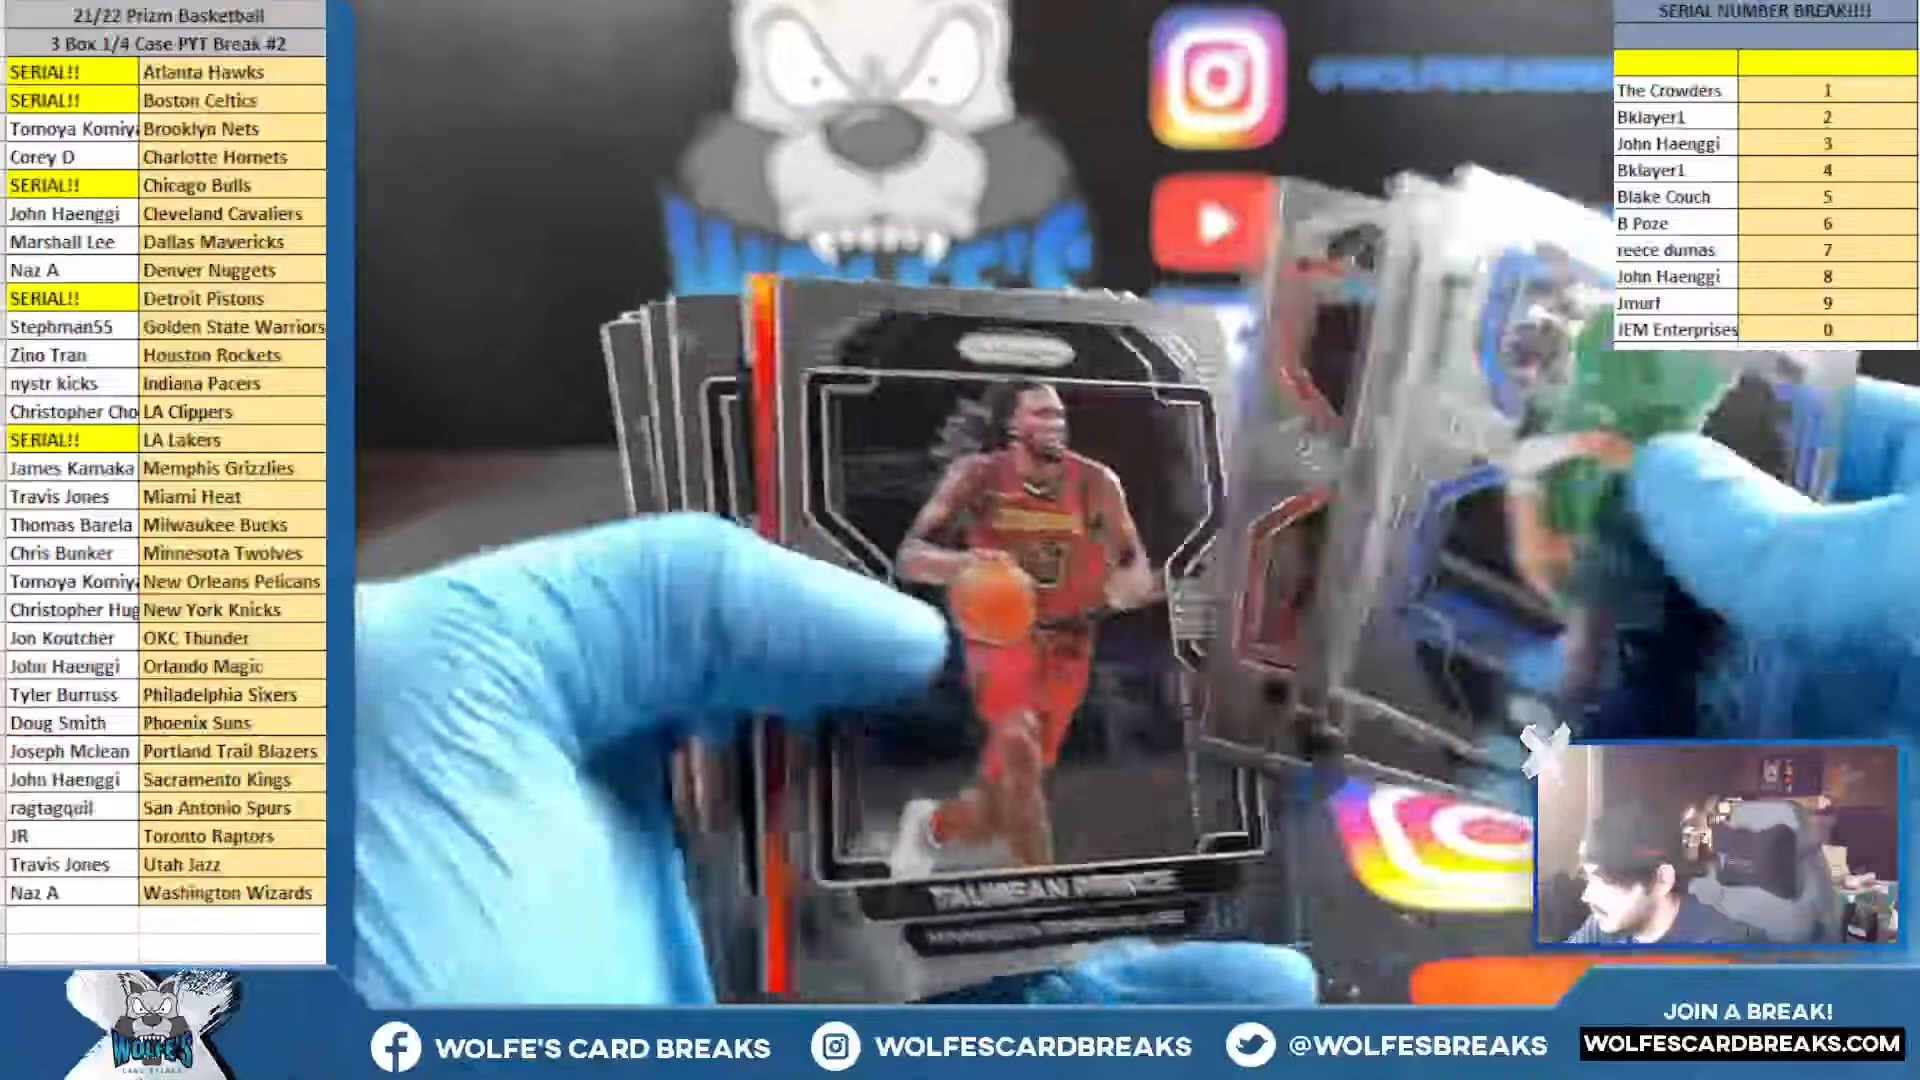 21/22 Prizm Basketball
3 Box 1/4 Case PYT Break #2
SERIAL!! Atlanta Hawks
SERIAL!! Boston Celtics
Tomoya Komiya Brooklyn Nets
Corey D Charlotte Hornets
SERIAL!! Chicago Bulls
John Haenggi Cleveland Cavaliers
Marshall Lee Dallas Mavericks
Naz A Denver Nuggets
SERIAL!! Detroit Pistons
Stephman55 Golden State Warriors
Zino Tran Houston Rockets
nystr kicks Indiana Pacers
Christopher Cho LA Clippers
SERIAL!! LA Lakers
James Kamaka Memphis Grizzlies
Travis Jones Miami Heat
Thomas Barela Milwaukee Bucks
Chris Bunker Minnesota Twolves
Tomoya Komiya New Orleans Pelicans
Christopher Hug New York Knicks
Jon Koutcher OKC Thunder
John Haenggi Orlando Magic
Tyler Burruss Philadelphia Sixers
Doug Smith Phoenix Suns
Joseph Mclean Portland Trail Blazers
John Haenggi Sacramento Kings
ragtagquil San Antonio Spurs
JR Toronto Raptors
Travis Jones Utah Jazz
Naz A Washington Wizards
SERIAL NUMBER BREAK!!!!
The Crowders 1
Bklayer1 2
John Haenggi 3
Bklayer1 4
Blake Couch 5
B Poze 6
reece dumas 7
John Haenggi 8
Jmurf 9
JEM Enterprises 0
WOLFE'S
TAUREAN PRINCE
WOLFE'S
WOLFE'S CARD BREAKS
WOLFESCARDBREAKS
@WOLFESBREAKS
JOIN A BREAK!
WOLFESCARDBREAKS.COM